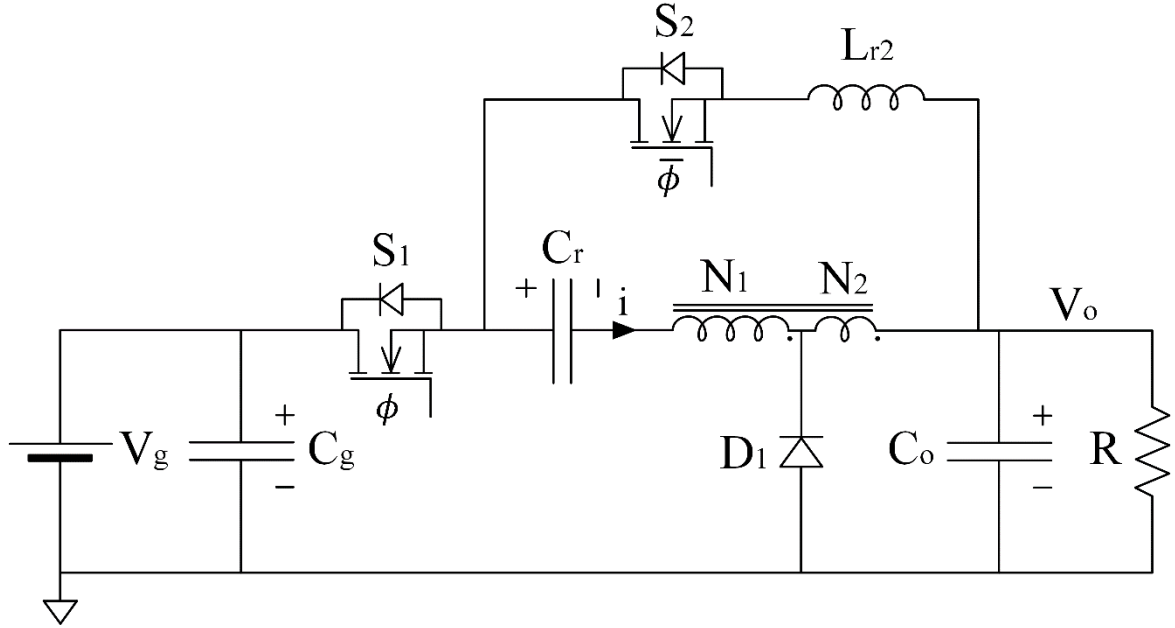 S2
Lr2
ϕ̅
S1
Cr
N1
N2
+
−
i
Vo
ϕ
Vg
+
−
Cg
D1
Co
+
−
R